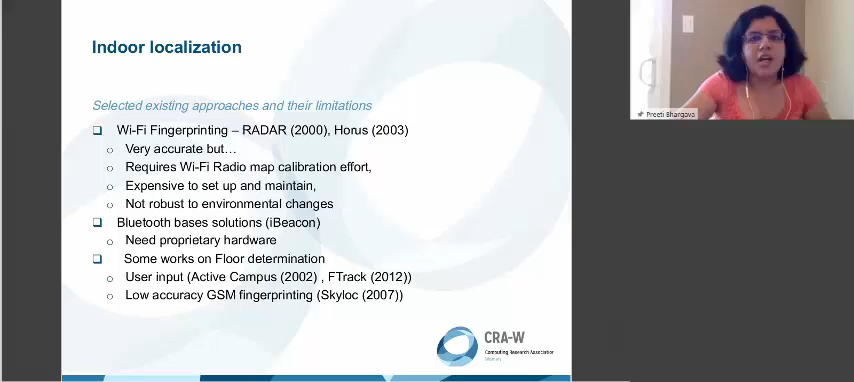 Indoor localization
Selected existing approaches and their limitations
Wi-Fi Fingerprinting – RADAR (2000), Horus (2003)
Very accurate but…
Requires Wi-Fi Radio map calibration effort,
Expensive to set up and maintain,
Not robust to environmental changes
Bluetooth bases solutions (iBeacon)
Need proprietary hardware
Some works on Floor determination
User input (Active Campus (2002) , FTrack (2012))
Low accuracy GSM fingerprinting (Skyloc (2007))
CRA-W
Computing Research Association
Women
Preeti Bhargava